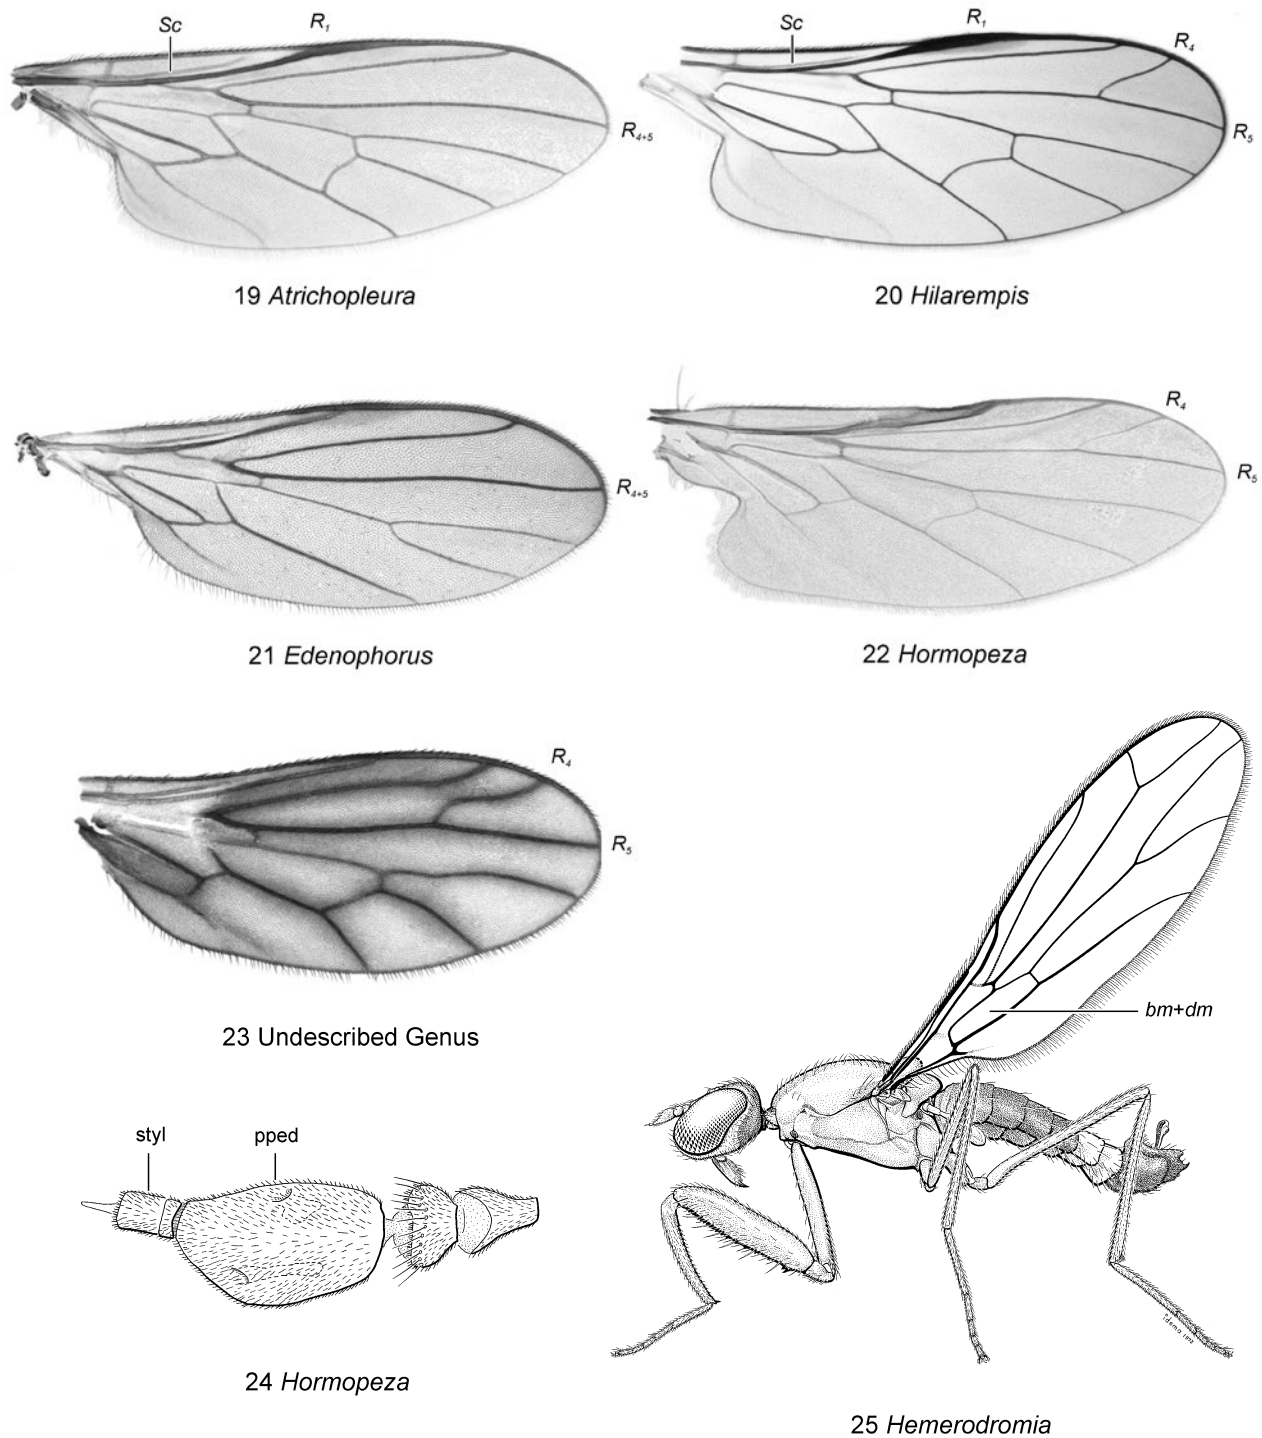 Sc R₁
R₄₊₅
19 Atrichopleura
Sc R₁ R₄
R₅
20 Hilarempis
R₄₊₅
21 Edenophorus
R₄
R₅
22 Hormopeza
R₄
R₅
23 Undescribed Genus
bm+dm
styl pped
24 Hormopeza
25 Hemerodromia